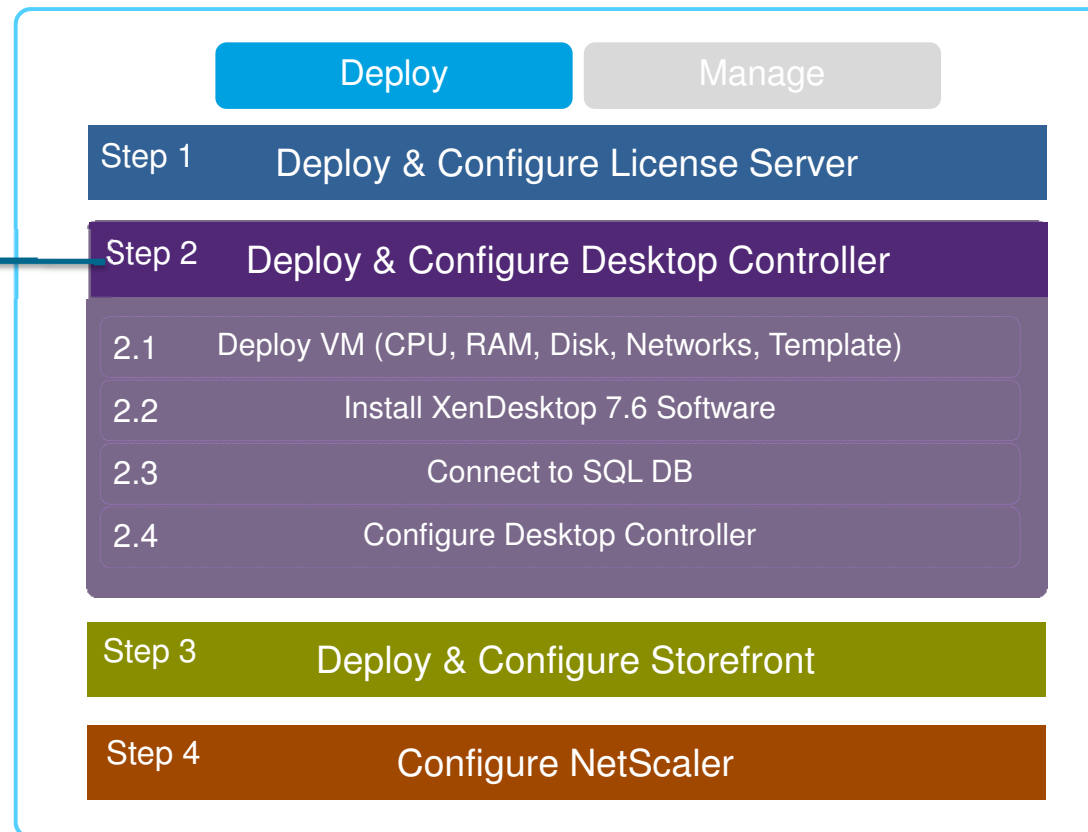 Deploy
Manage
Step 1
Deploy & Configure License Server
Step 2
Deploy & Configure Desktop Controller
2.1
Deploy VM (CPU, RAM, Disk, Networks, Template)
2.2
Install XenDesktop 7.6 Software
2.3
Connect to SQL DB
2.4
Configure Desktop Controller
Step 3
Deploy & Configure Storefront
Step 4
Configure NetScaler